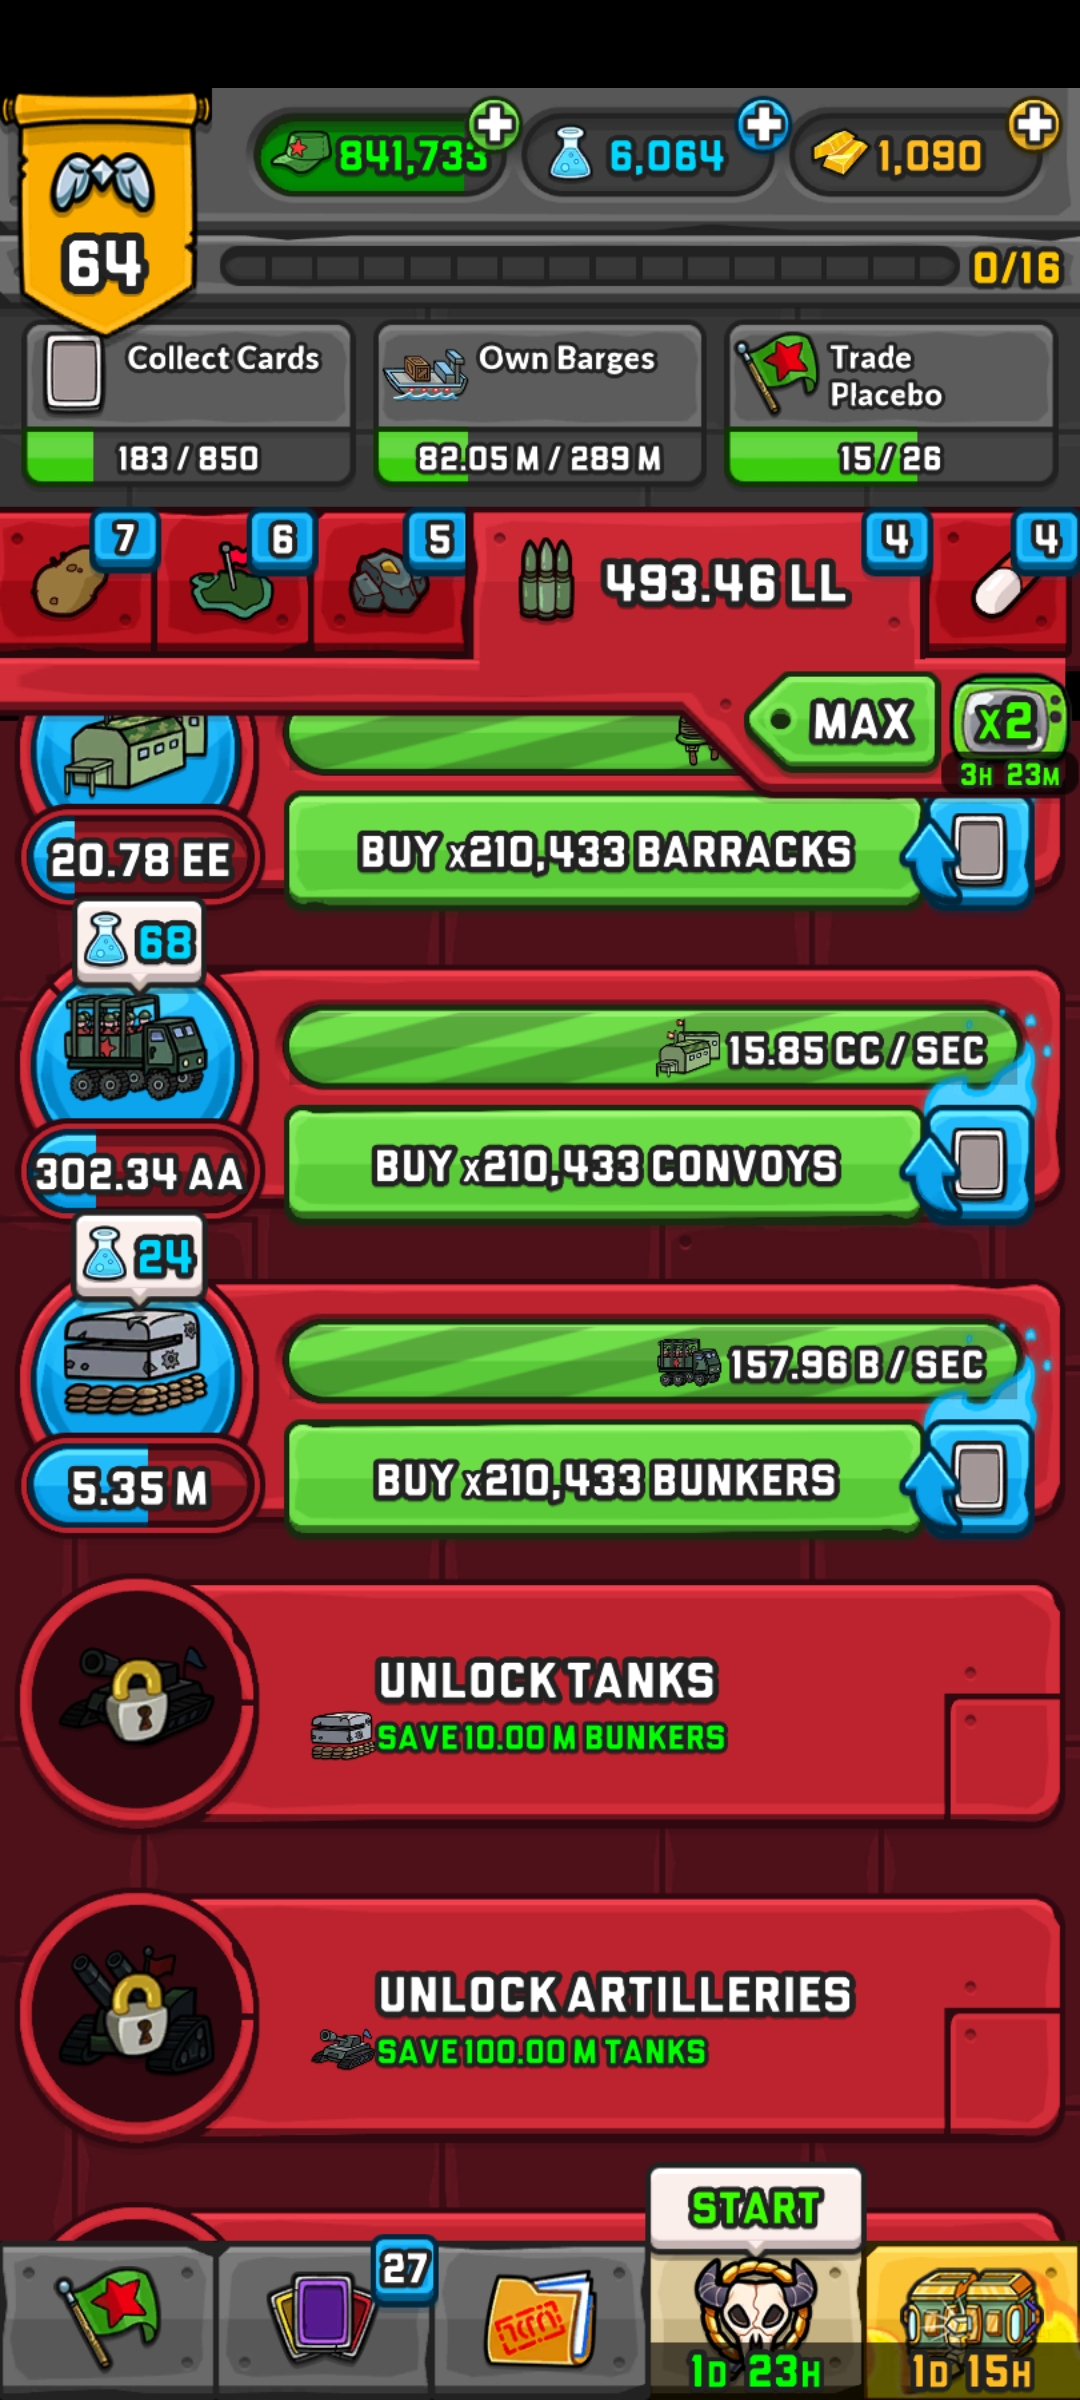 841,733
6,064
1,090
64
0/16
Collect Cards
183 / 850
Own Barges
82.05 M / 289 M
Trade
Placebo
15 / 26
7
6
5
493.46 LL
4
4
MAX
x2
3H 23M
20.78 EE
BUY x210,433 BARRACKS
68
15.85 CC / SEC
302.34 AA
BUY x210,433 CONVOYS
24
157.96 B / SEC
5.35 M
BUY x210,433 BUNKERS
UNLOCK TANKS
SAVE 10.00 M BUNKERS
UNLOCK ARTILLERIES
SAVE 100.00 M TANKS
START
27
1D 23H
1D 15H